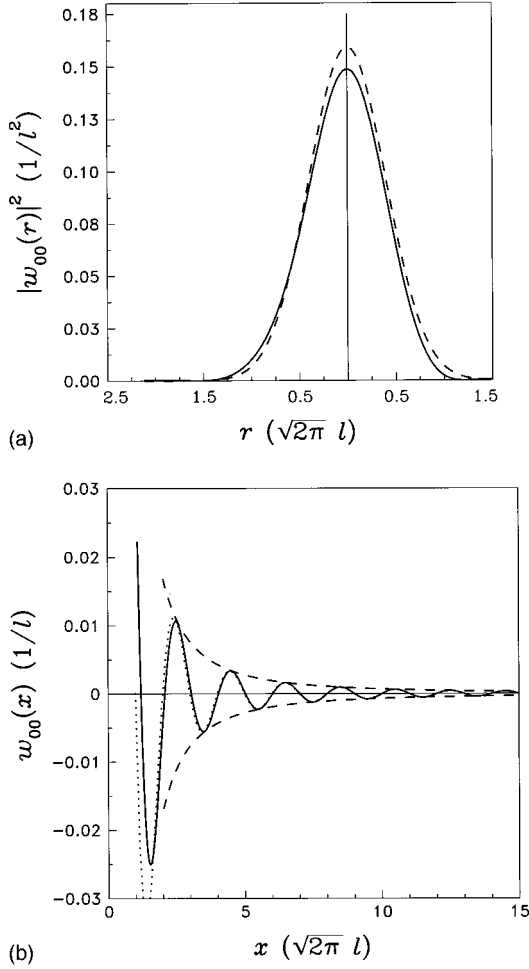 0.18
0.15
0.13
0.10
0.08
0.05
0.03
0.00
|w₀₀(r)|² (1/l²)
2.5 1.5 0.5 0.5 1.5
r (√2π l)
(a)
0.03
0.02
0.01
0
-0.01
-0.02
-0.03
w₀₀(x) (1/l)
0 5 10 15
x (√2π l)
(b)